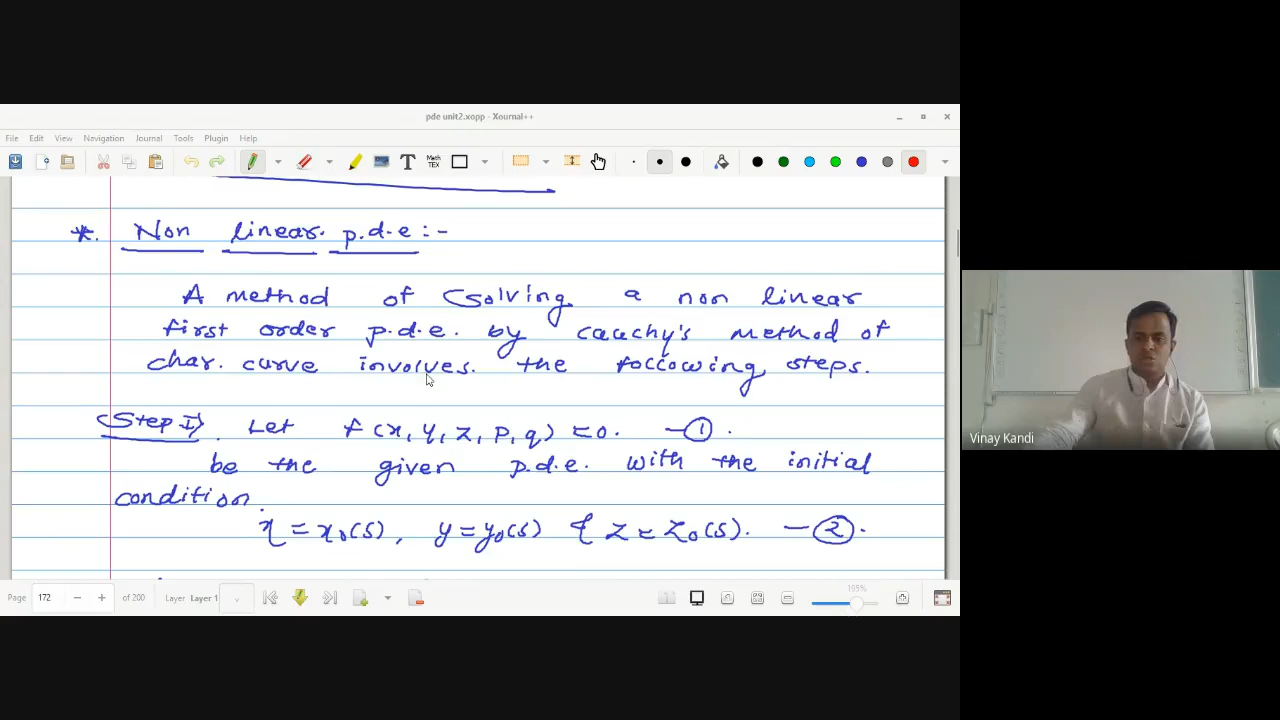 pde unit2.xopp - Xournal++
File Edit View Navigation Journal Tools Plugin Help
*. Non linear. p.d.e :-
A method of solving a non linear
first order p.d.e. by cauchy's method of
char. curve involves. the following steps.
Step I). Let f(x, y, z, p, q) = 0. — ①.
be the given p.d.e. with the initial
condition.
x = x₀(s), y = y₀(s) & z = z₀(s). — ②.
Page 172 of 200 Layer Layer 1 195%
Vinay Kandi